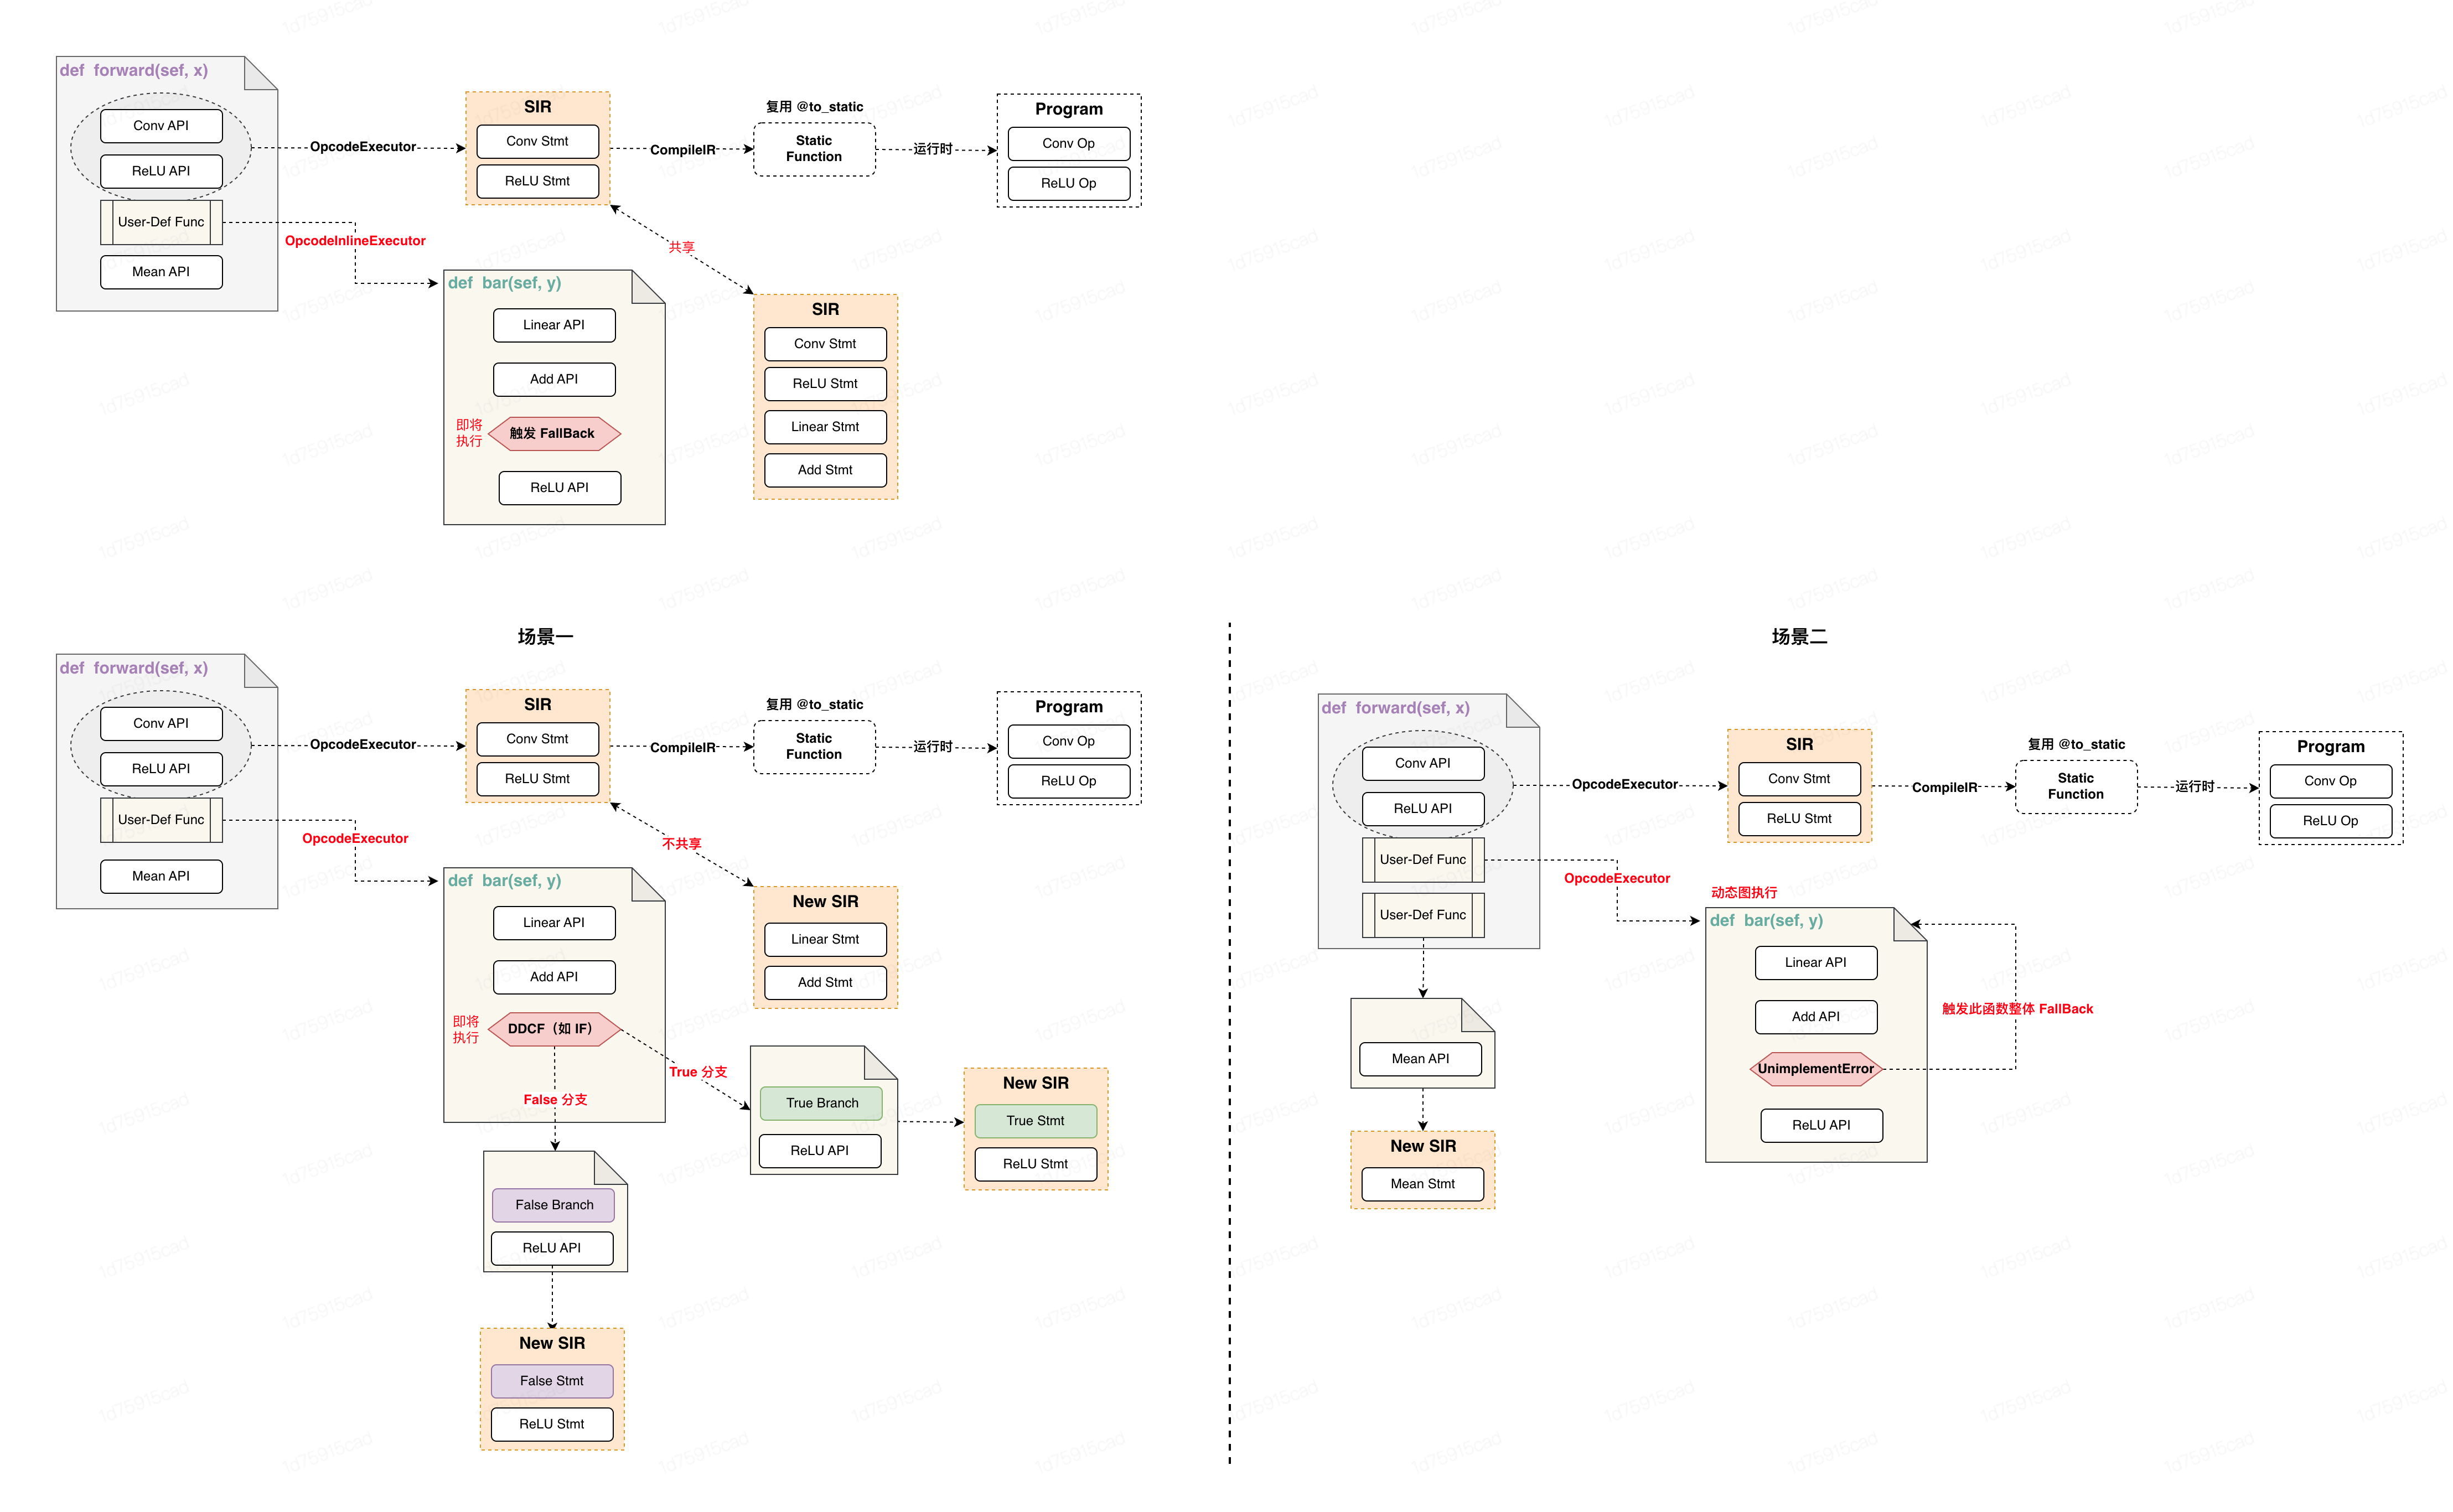 def forward(sef, x)
Conv API
ReLU API
User-Def Func
Mean API
OpcodeExecutor
OpcodeInlineExecutor
SIR
Conv Stmt
ReLU Stmt
CompileIR
复用 @to_static
Static
Function
运行时
Program
Conv Op
ReLU Op
共享
def bar(sef, y)
Linear API
Add API
即将
执行
触发 FallBack
ReLU API
SIR
Conv Stmt
ReLU Stmt
Linear Stmt
Add Stmt
场景一
def forward(sef, x)
Conv API
ReLU API
User-Def Func
Mean API
OpcodeExecutor
OpcodeExecutor
SIR
Conv Stmt
ReLU Stmt
CompileIR
复用 @to_static
Static
Function
运行时
Program
Conv Op
ReLU Op
不共享
def bar(sef, y)
Linear API
Add API
即将
执行
DDCF（如 IF）
New SIR
Linear Stmt
Add Stmt
True 分支
False 分支
True Branch
ReLU API
New SIR
True Stmt
ReLU Stmt
False Branch
ReLU API
New SIR
False Stmt
ReLU Stmt
场景二
def forward(sef, x)
Conv API
ReLU API
User-Def Func
User-Def Func
OpcodeExecutor
OpcodeExecutor
SIR
Conv Stmt
ReLU Stmt
CompileIR
复用 @to_static
Static
Function
运行时
Program
Conv Op
ReLU Op
动态图执行
def bar(sef, y)
Linear API
Add API
UnimplementError
ReLU API
触发此函数整体 FallBack
Mean API
New SIR
Mean Stmt
1d75915cad